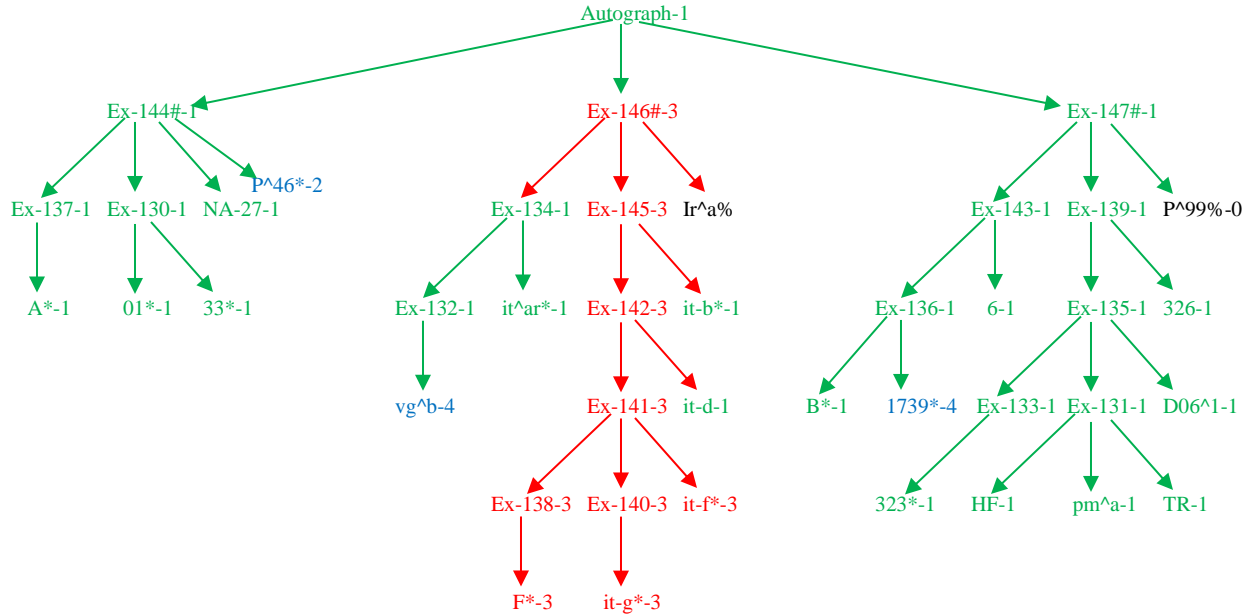 Autograph-1
Ex-144#-1 Ex-146#-3 Ex-147#-1
P^46*-2
Ex-137-1 Ex-130-1 NA-27-1 Ex-134-1 Ex-145-3 Ir^a% Ex-143-1 Ex-139-1 P^99%-0
A*-1 01*-1 33*-1 Ex-132-1 it^ar*-1 Ex-142-3 it-b*-1 Ex-136-1 6-1 Ex-135-1 326-1
vg^b-4 Ex-141-3 it-d-1 B*-1 1739*-4 Ex-133-1 Ex-131-1 D06^1-1
Ex-138-3 Ex-140-3 it-f*-3 323*-1 HF-1 pm^a-1 TR-1
F*-3 it-g*-3